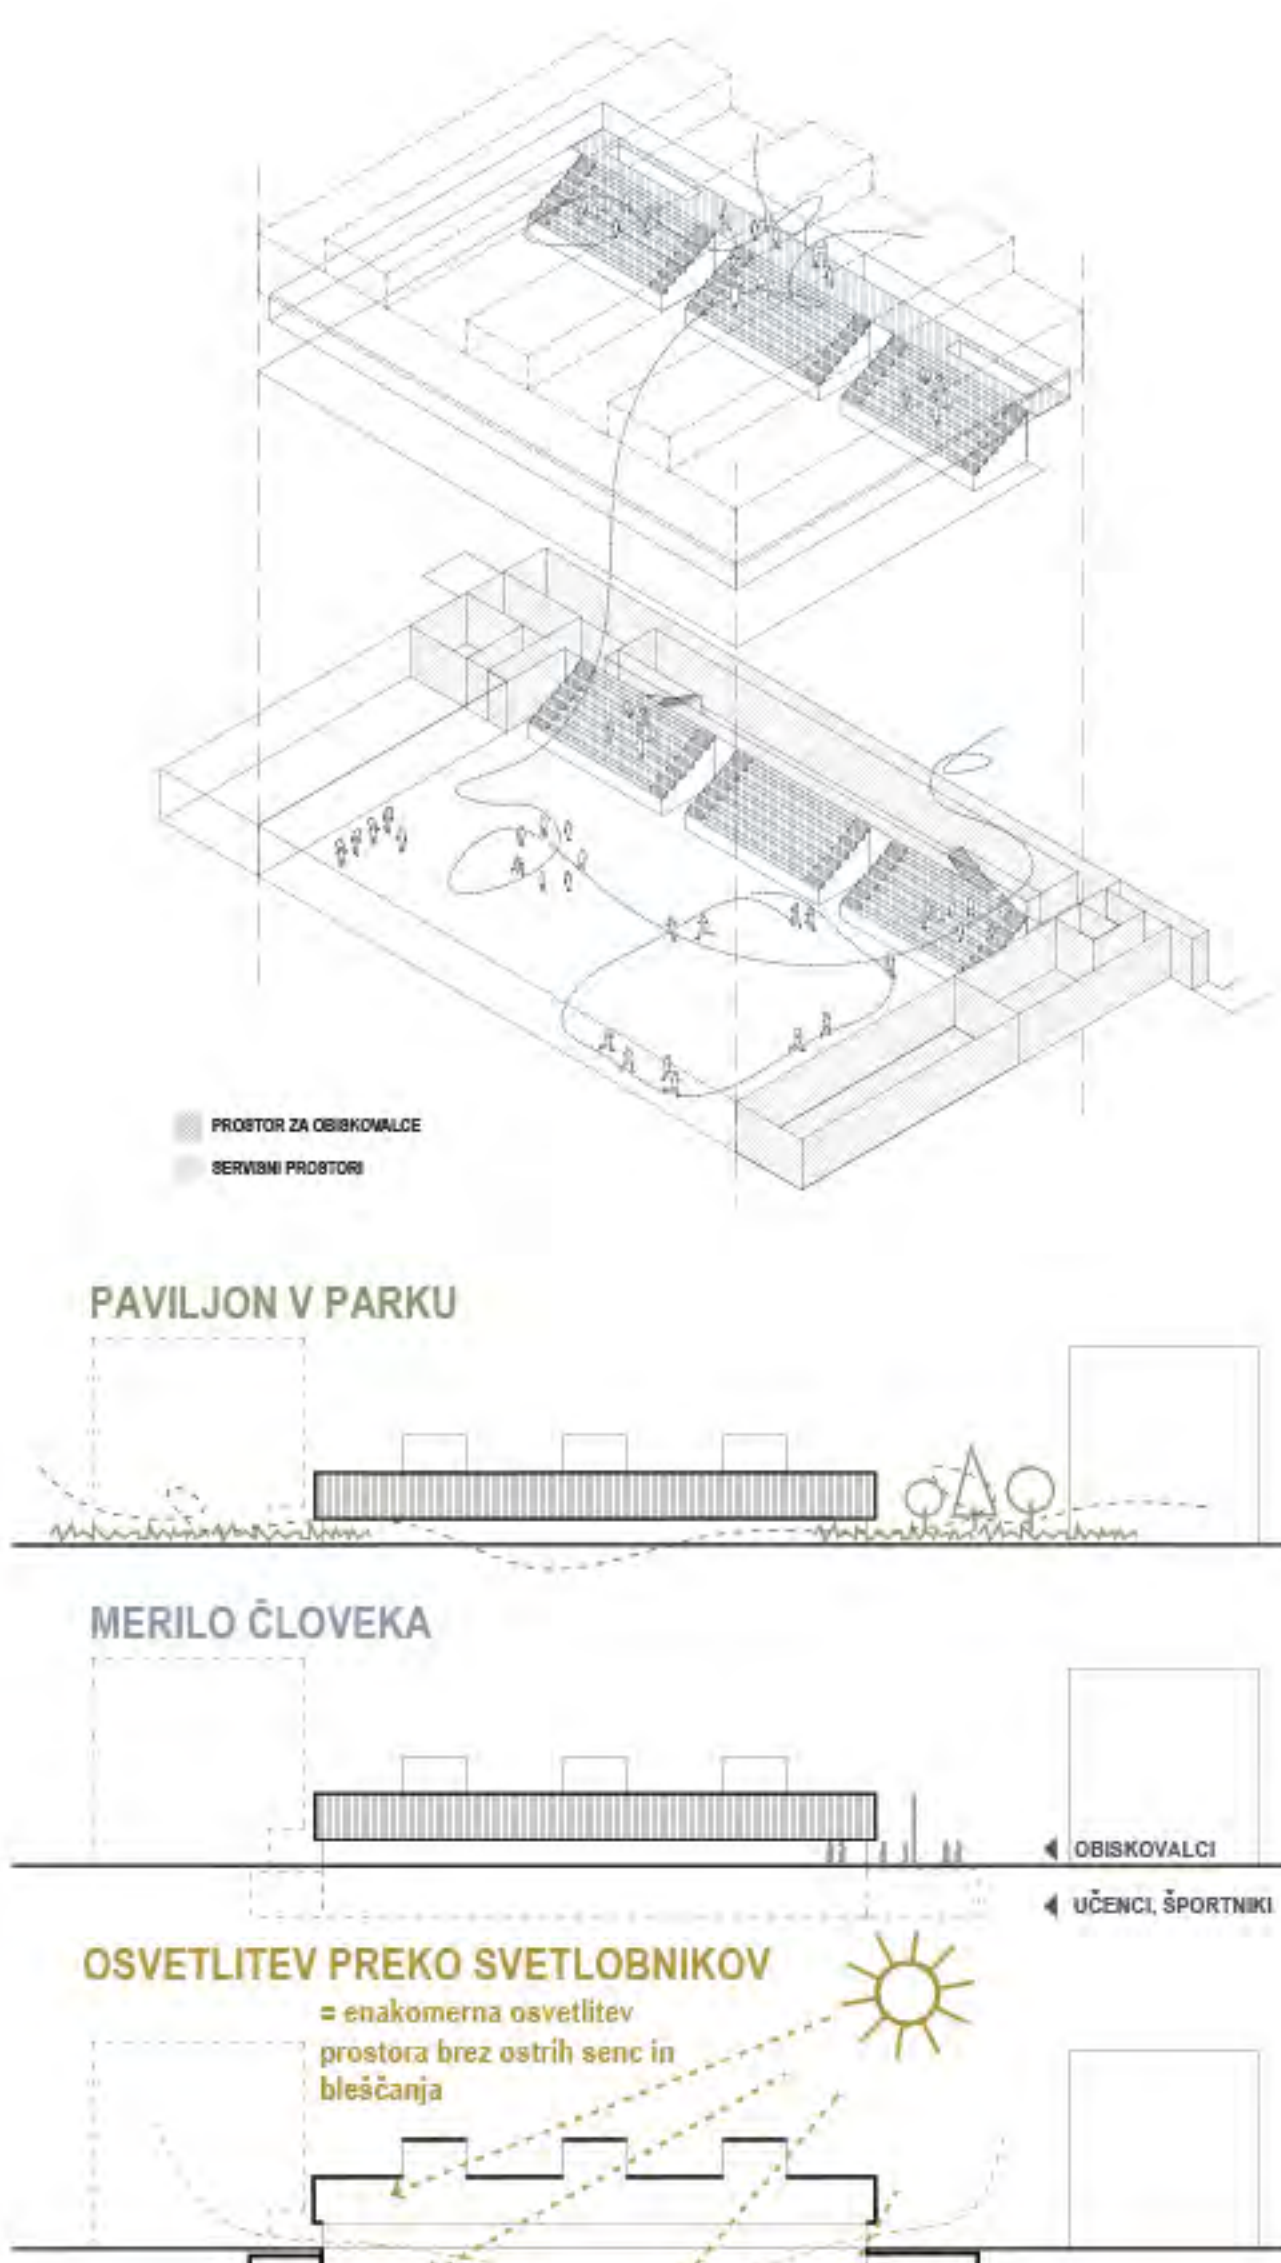 PROSTOR ZA OBISKOVALCE
SERVISNI PROSTORI
PAVILJON V PARKU
MERILO ČLOVEKA
OBISKOVALCI
UČENCI, ŠPORTNIKI
OSVETLITEV PREKO SVETLOBNIKOV
= enakomerna osvetlitev
prostora brez ostrih senc in
bleščanja